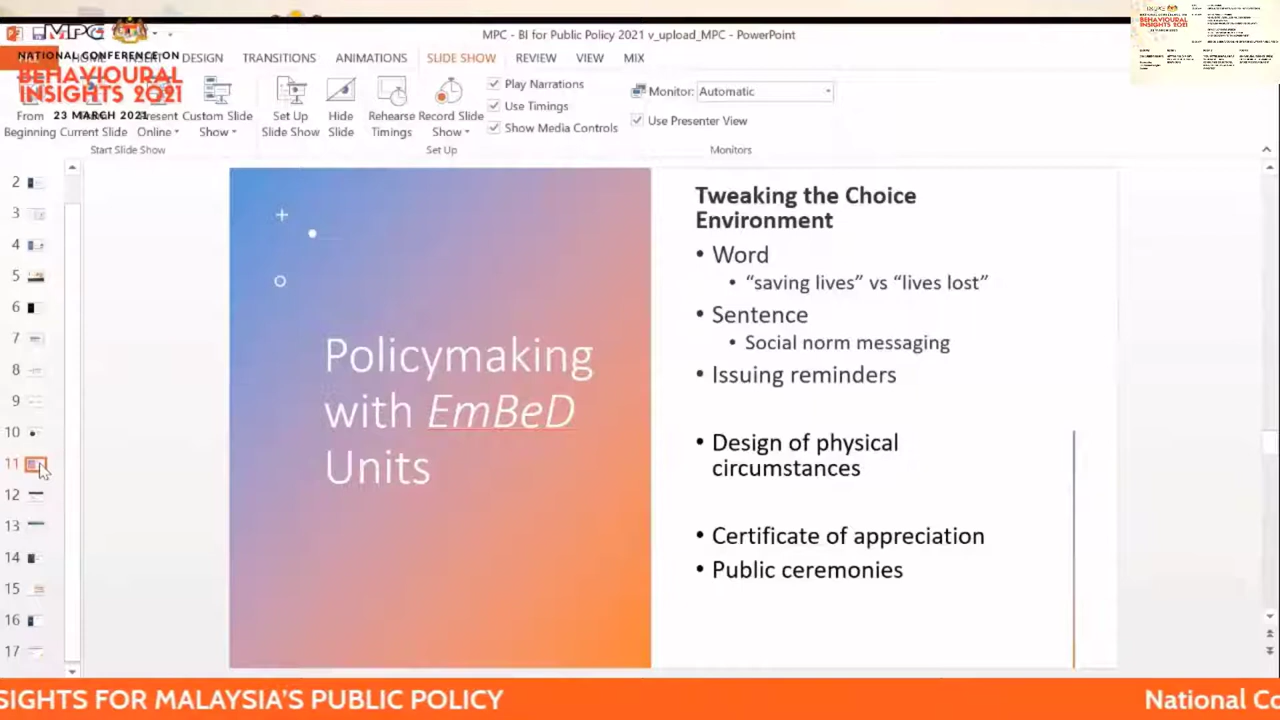 MPC
MPC - BI for Public Policy 2021 v_upload_MPC - PowerPoint
NATIONAL CONFERENCE ON
BEHAVIOURAL
INSIGHTS 2021
23 MARCH 2021
HOME INSERT DESIGN TRANSITIONS ANIMATIONS SLIDE SHOW REVIEW VIEW MIX
From
Beginning
Current Slide
Present
Online
Custom Slide
Show
Set Up
Slide Show
Hide
Slide
Rehearse
Timings
Record Slide
Show
Play Narrations
Use Timings
Show Media Controls
Monitor: Automatic
Use Presenter View
Start Slide Show
Set Up
Monitors
BEHAVIOURAL
INSIGHTS 2021
2
3
4
5
6
7
8
9
10
11
12
13
14
15
16
17
Policymaking
with EmBeD
Units
Tweaking the Choice
Environment
• Word
• “saving lives” vs “lives lost”
• Sentence
• Social norm messaging
• Issuing reminders
• Design of physical
circumstances
• Certificate of appreciation
• Public ceremonies
SIGHTS FOR MALAYSIA'S PUBLIC POLICY
National Co